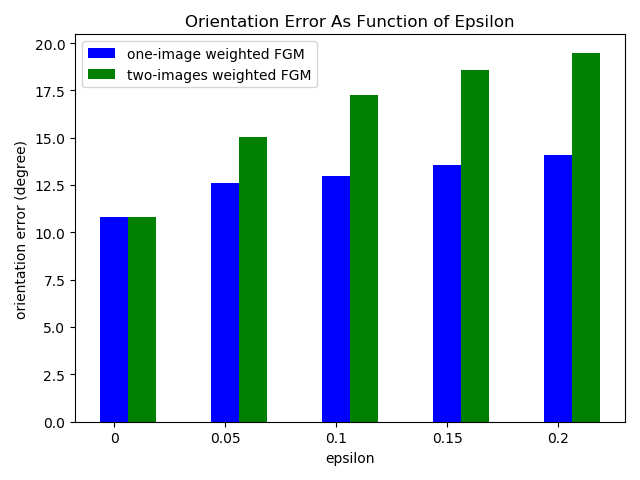 Orientation Error As Function of Epsilon
one-image weighted FGM
two-images weighted FGM
orientation error (degree)
20.0
17.5
15.0
12.5
10.0
7.5
5.0
2.5
0.0
0 0.05 0.1 0.15 0.2
epsilon